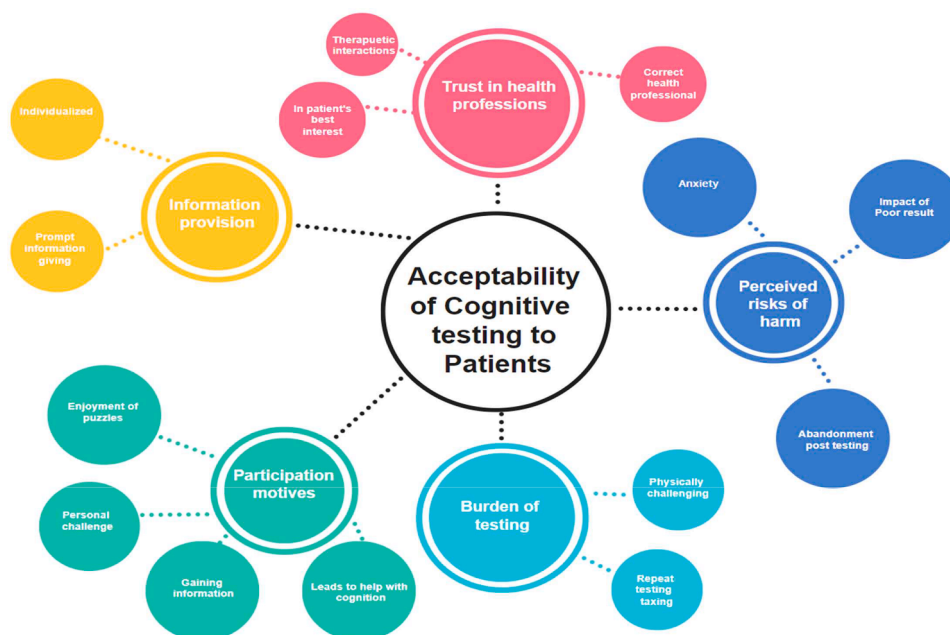 Therapuetic
interactions
Trust in health
professions
Correct
health
professional
In patient's
best
interest
Individualized
Information
provision
Prompt
information
giving
Anxiety
Impact of
Poor result
Perceived
risks of
harm
Abandonment
post testing
Acceptability
of Cognitive
testing to
Patients
Enjoyment of
puzzles
Participation
motives
Personal
challenge
Gaining
information
Leads to help with
cognition
Burden of
testing
Physically
challenging
Repeat
testing
taxing